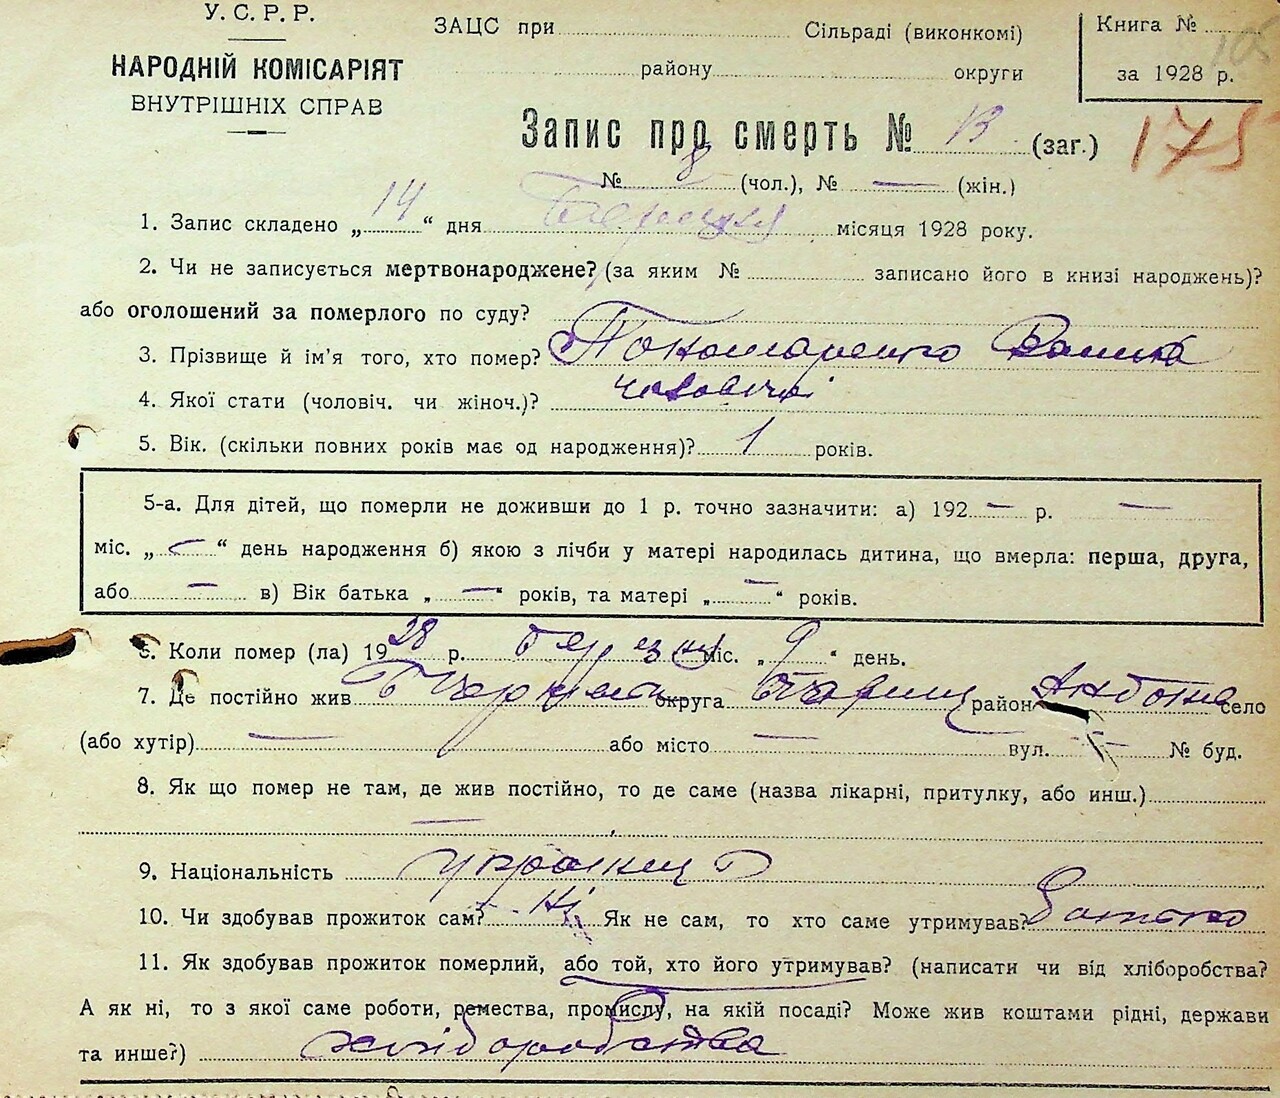 У.С.Р.Р.
НАРОДНІЙ КОМІСАРІЯТ
ВНУТРІШНІХ СПРАВ
ЗАЦС при Сільраді (виконкомі)
району округи
Книга №
за 1928 р.
Запис про смерть № 13 (заг.) 175
№ 8 (чол.), № — (жін.)
1. Запис складено „14“ дня березня місяця 1928 року.
2. Чи не записується мертвонароджене? (за яким № записано його в книзі народжень)?
або оголошений за померлого по суду?
3. Прізвище й ім'я того, хто помер? Пономаренко
4. Якої стати (чоловіч. чи жіноч.)? чоловічої
5. Вік. (скільки повних років має од народження)? 1 років.
5-а. Для дітей, що померли не доживши до 1 р. точно зазначити: а) 192 — р. —
міс. „—“ день народження б) якою з лічби у матері народилась дитина, що вмерла: перша, друга,
або — в) Вік батька „—“ років, та матері „—“ років.
6. Коли помер (ла) 1928 р. березня міс. „9“ день.
7. Де постійно жив округа район село
(або хутір) — або місто — вул. — № буд.
8. Як що помер не там, де жив постійно, то де саме (назва лікарні, притулку, або инш.)
—
9. Національність українец
10. Чи здобував прожиток сам? Ні Як не сам, то хто саме утримував? батько
11. Як здобував прожиток померлий, або той, хто його утримував? (написати чи від хліборобства?
А як ні, то з якої саме роботи, ремества, промислу, на якій посаді? Може жив коштами рідні, держави
та инше?) хліборобства